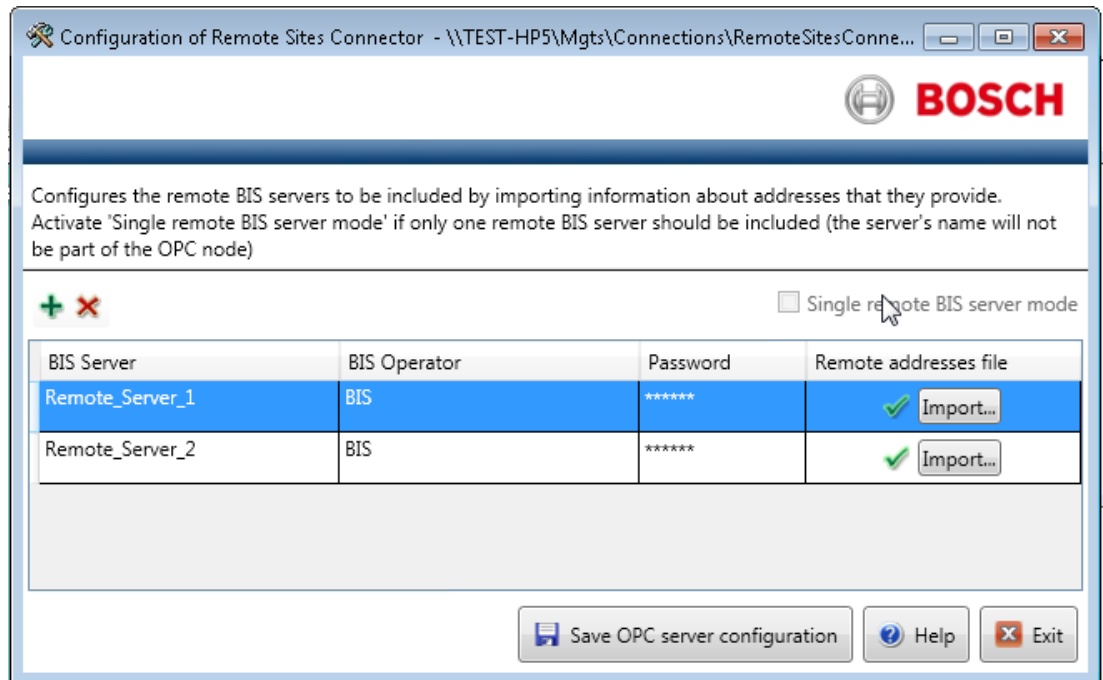 Configuration of Remote Sites Connector - \\TEST-HP5\Mgts\Connections\RemoteSitesConne...
BOSCH
Configures the remote BIS servers to be included by importing information about addresses that they provide.
Activate 'Single remote BIS server mode' if only one remote BIS server should be included (the server's name will not
be part of the OPC node)
Single remote BIS server mode
BIS Server BIS Operator Password Remote addresses file
Remote_Server_1 BIS ****** Import...
Remote_Server_2 BIS ****** Import...
Save OPC server configuration Help Exit